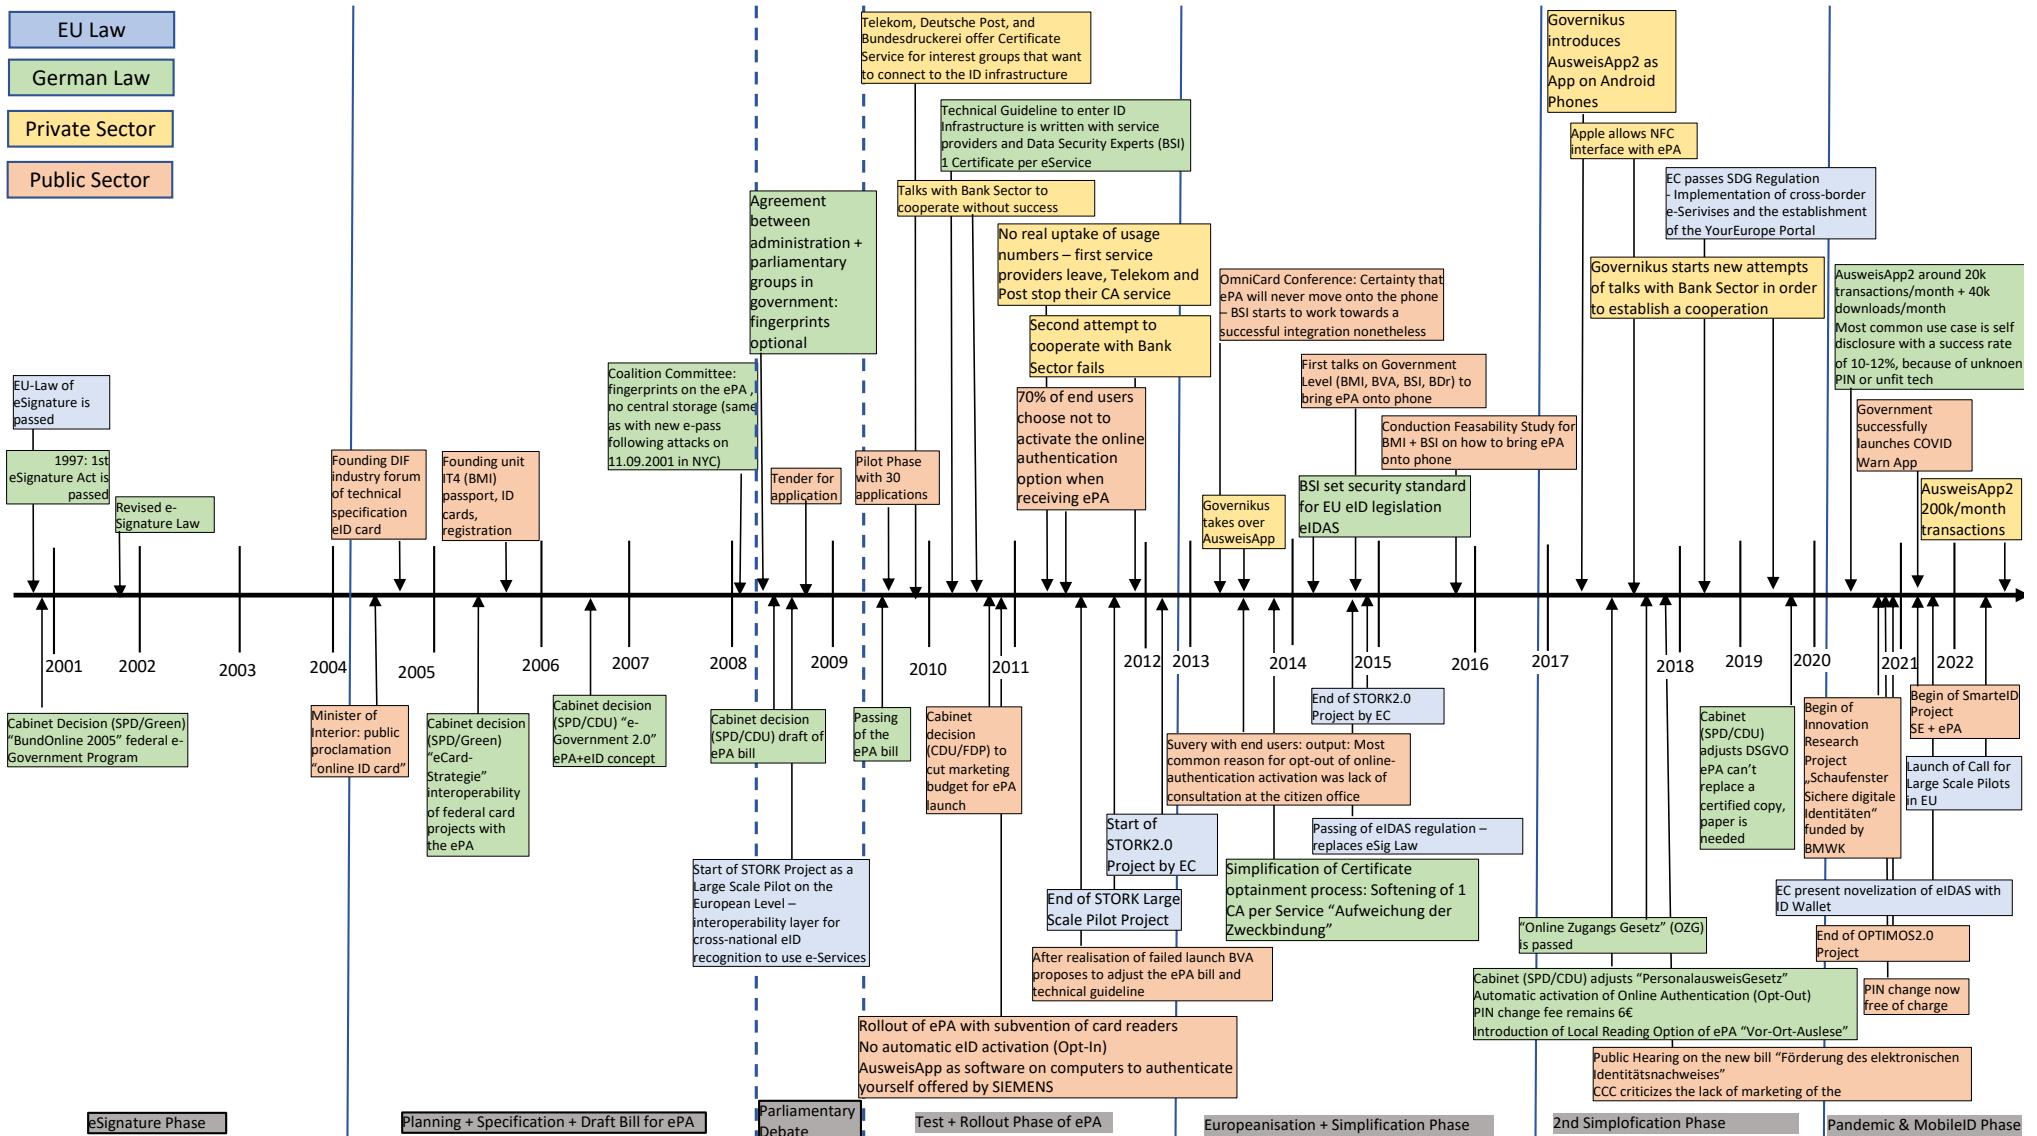 EU Law
German Law
Private Sector
Public Sector
Telekom, Deutsche Post, and
Bundesdruckerei offer Certificate
Service for interest groups that want
to connect to the ID infrastructure
Technical Guideline to enter ID
Infrastructure is written with service
providers and Data Security Experts (BSI)
1 Certificate per eService
Talks with Bank Sector to
cooperate without success
Agreement
between
administration +
parliamentary
groups in
government:
fingerprints
optional
No real uptake of usage
numbers – first service
providers leave, Telekom and
Post stop their CA service
Second attempt to
cooperate with Bank
Sector fails
70% of end users
choose not to
activate the online
authentication
option when
receiving ePA
OmniCard Conference: Certainty that
ePA will never move onto the phone
– BSI starts to work towards a
successful integration nonetheless
First talks on Government
Level (BMI, BVA, BSI, BDr) to
bring ePA onto phone
Conduction Feasability Study for
BMI + BSI on how to bring ePA
onto phone
BSI set security standard
for EU eID legislation
eIDAS
Governikus
takes over
AusweisApp
Governikus
introduces
AusweisApp2 as
App on Android
Phones
Apple allows NFC
interface with ePA
EC passes SDG Regulation
- Implementation of cross-border
e-Serivises and the establishment
of the YourEurope Portal
Governikus starts new attempts
of talks with Bank Sector in order
to establish a cooperation
AusweisApp2 around 20k
transactions/month + 40k
downloads/month
Most common use case is self
disclosure with a success rate
of 10-12%, because of unknoen
PIN or unfit tech
Government
successfully
launches COVID
Warn App
AusweisApp2
200k/month
transactions
EU-Law of
eSignature is
passed
1997: 1st
eSignature Act is
passed
Revised e-
Signature Law
Founding DIF
industry forum
of technical
specification
eID card
Founding unit
IT4 (BMI)
passport, ID
cards,
registration
Coalition Committee:
fingerprints on the ePA ,
no central storage (same
as with new e-pass
following attacks on
11.09.2001 in NYC)
Tender for
application
Pilot Phase
with 30
applications
2001
2002
2003
2004
2005
2006
2007
2008
2009
2010
2011
2012
2013
2014
2015
2016
2017
2018
2019
2020
2021
2022
Cabinet Decision (SPD/Green)
“BundOnline 2005” federal e-
Government Program
Minister of
Interior: public
proclamation
“online ID card”
Cabinet decision
(SPD/Green)
“eCard-
Strategie”
interoperability
of federal card
projects with
the ePA
Cabinet decision
(SPD/CDU) “e-
Government 2.0”
ePA+eID concept
Cabinet decision
(SPD/CDU) draft of
ePA bill
Passing
of the
ePA bill
Cabinet
decision
(CDU/FDP) to
cut marketing
budget for ePA
launch
Start of STORK Project as a
Large Scale Pilot on the
European Level –
interoperability layer for
cross-national eID
recognition to use e-Services
Start of
STORK2.0
Project by EC
End of STORK Large
Scale Pilot Project
After realisation of failed launch BVA
proposes to adjust the ePA bill and
technical guideline
Rollout of ePA with subvention of card readers
No automatic eID activation (Opt-In)
AusweisApp as software on computers to authenticate
yourself offered by SIEMENS
End of STORK2.0
Project by EC
Suvery with end users: output: Most
common reason for opt-out of online-
authentication activation was lack of
consultation at the citizen office
Passing of eIDAS regulation –
replaces eSig Law
Simplification of Certificate
optainment process: Softening of 1
CA per Service “Aufweichung der
Zweckbindung”
“Online Zugangs Gesetz” (OZG)
is passed
Cabinet (SPD/CDU) adjusts “PersonalausweisGesetz”
Automatic activation of Online Authentication (Opt-Out)
PIN change fee remains 6€
Introduction of Local Reading Option of ePA “Vor-Ort-Auslese”
Public Hearing on the new bill “Förderung des elektronischen
Identitätsnachweises”
CCC criticizes the lack of marketing of the
Cabinet
(SPD/CDU)
adjusts DSGVO
ePA can’t
replace a
certified copy,
paper is
needed
Begin of
Innovation
Research
Project
„Schaufenster
Sichere digitale
Identitäten“
funded by
BMWK
Begin of SmarteID
Project
SE + ePA
Launch of Call for
Large Scale Pilots
in EU
EC present novelization of eIDAS with
ID Wallet
End of OPTIMOS2.0
Project
PIN change now
free of charge
eSignature Phase
Planning + Specification + Draft Bill for ePA
Parliamentary
Debate
Test + Rollout Phase of ePA
Europeanisation + Simplification Phase
2nd Simplofication Phase
Pandemic & MobileID Phase